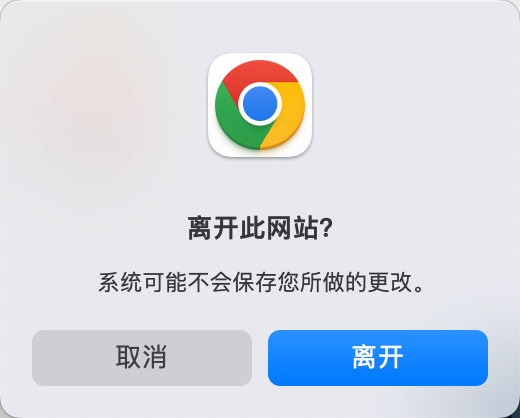 离开此网站?
系统可能不会保存您所做的更改。
取消
离开